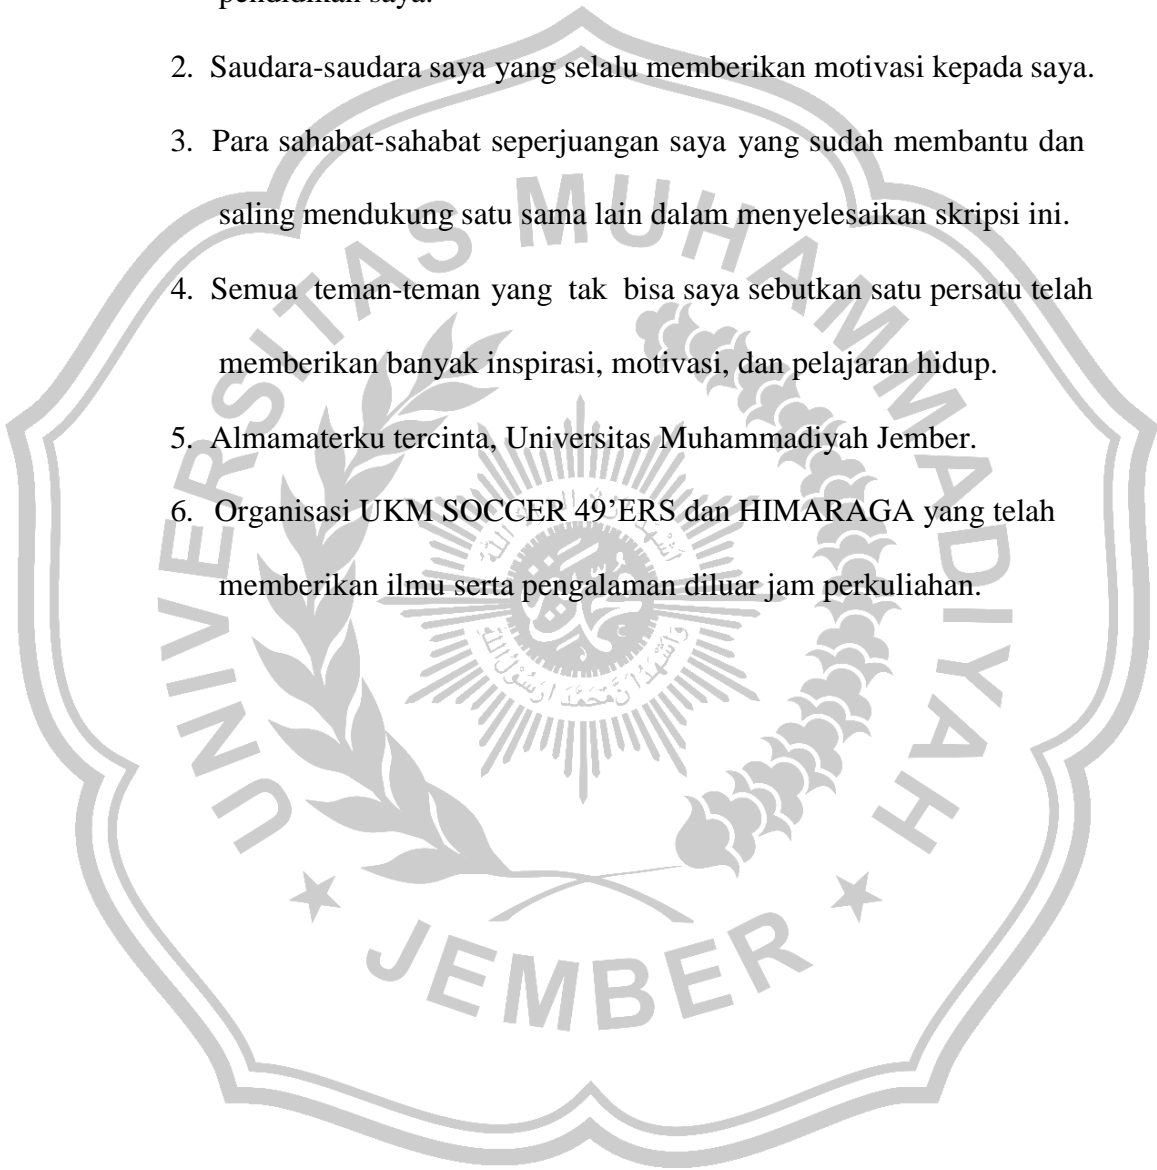 pendidikan saya.
2. Saudara-saudara saya yang selalu memberikan motivasi kepada saya.
3. Para sahabat-sahabat seperjuangan saya yang sudah membantu dan
saling mendukung satu sama lain dalam menyelesaikan skripsi ini.
4. Semua teman-teman yang tak bisa saya sebutkan satu persatu telah
memberikan banyak inspirasi, motivasi, dan pelajaran hidup.
5. Almamaterku tercinta, Universitas Muhammadiyah Jember.
6. Organisasi UKM SOCCER 49’ERS dan HIMARAGA yang telah
memberikan ilmu serta pengalaman diluar jam perkuliahan.
UNIVERSITAS MUHAMMADIYAH
JEMBER